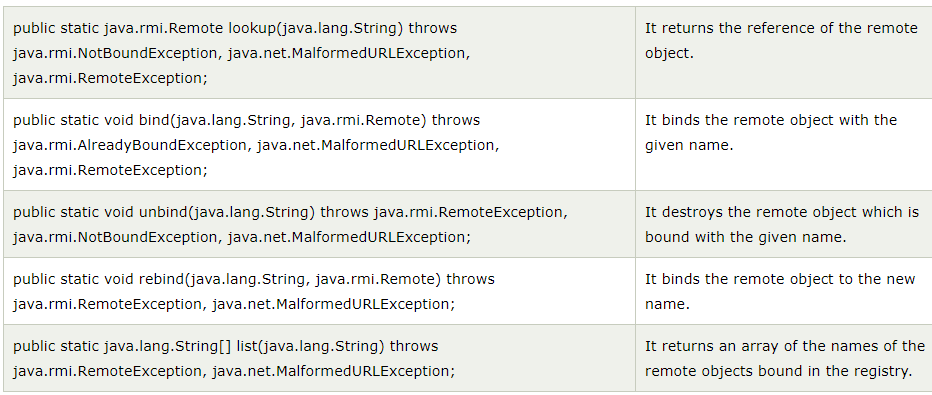 public static java.rmi.Remote lookup(java.lang.String) throws
java.rmi.NotBoundException, java.net.MalformedURLException,
java.rmi.RemoteException;
It returns the reference of the remote
object.
public static void bind(java.lang.String, java.rmi.Remote) throws
java.rmi.AlreadyBoundException, java.net.MalformedURLException,
java.rmi.RemoteException;
It binds the remote object with the
given name.
public static void unbind(java.lang.String) throws java.rmi.RemoteException,
java.rmi.NotBoundException, java.net.MalformedURLException;
It destroys the remote object which is
bound with the given name.
public static void rebind(java.lang.String, java.rmi.Remote) throws
java.rmi.RemoteException, java.net.MalformedURLException;
It binds the remote object to the new
name.
public static java.lang.String[] list(java.lang.String) throws
java.rmi.RemoteException, java.net.MalformedURLException;
It returns an array of the names of the
remote objects bound in the registry.